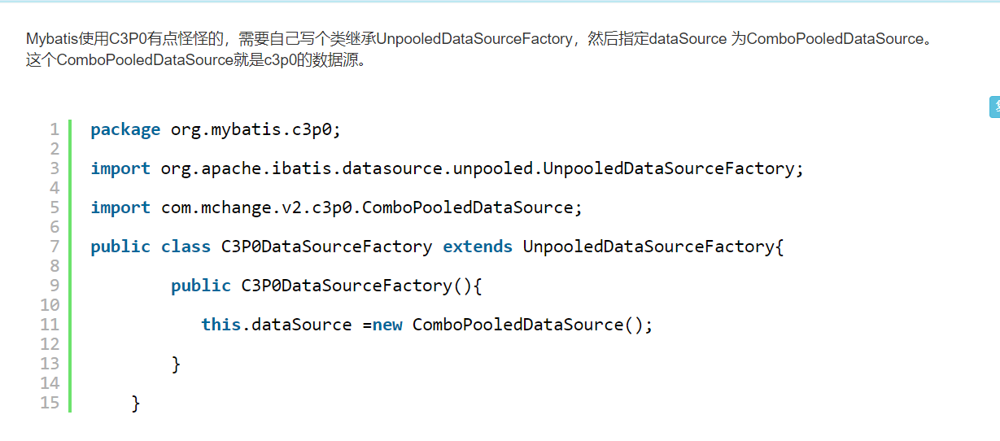 Mybatis使用C3P0有点怪怪的，需要自己写个类继承UnpooledDataSourceFactory，然后指定dataSource 为ComboPooledDataSource。
这个ComboPooledDataSource就是c3p0的数据源。
1 package org.mybatis.c3p0;
2
3 import org.apache.ibatis.datasource.unpooled.UnpooledDataSourceFactory;
4
5 import com.mchange.v2.c3p0.ComboPooledDataSource;
6
7 public class C3P0DataSourceFactory extends UnpooledDataSourceFactory{
8
9 public C3P0DataSourceFactory(){
10
11 this.dataSource =new ComboPooledDataSource();
12
13 }
14
15 }